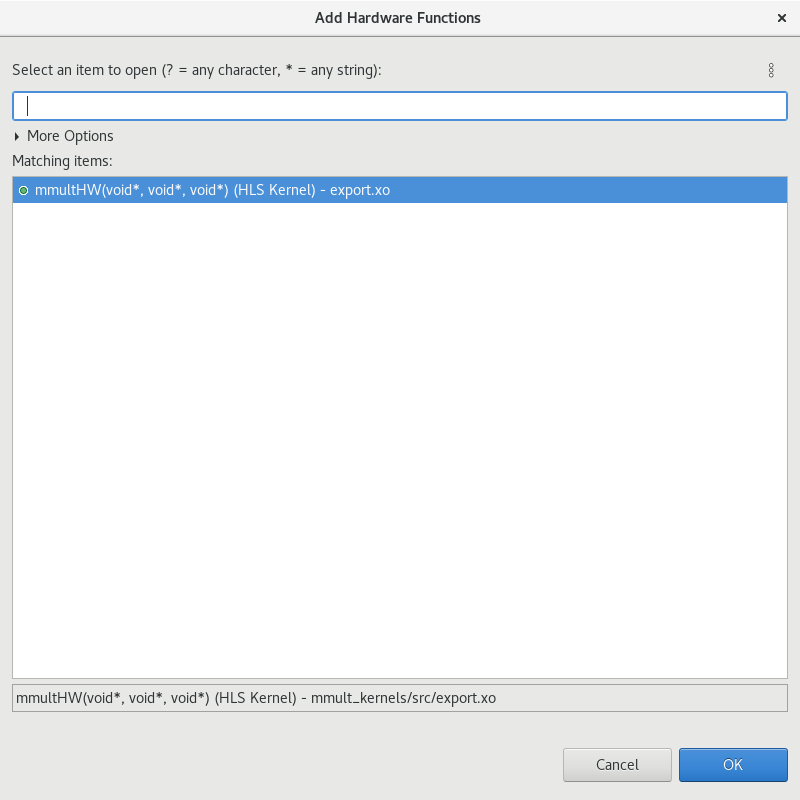 Add Hardware Functions
Select an item to open (? = any character, * = any string):
More Options
Matching items:
mmultHW(void*, void*, void*) (HLS Kernel) - export.xo
mmultHW(void*, void*, void*) (HLS Kernel) - mmult_kernels/src/export.xo
Cancel OK